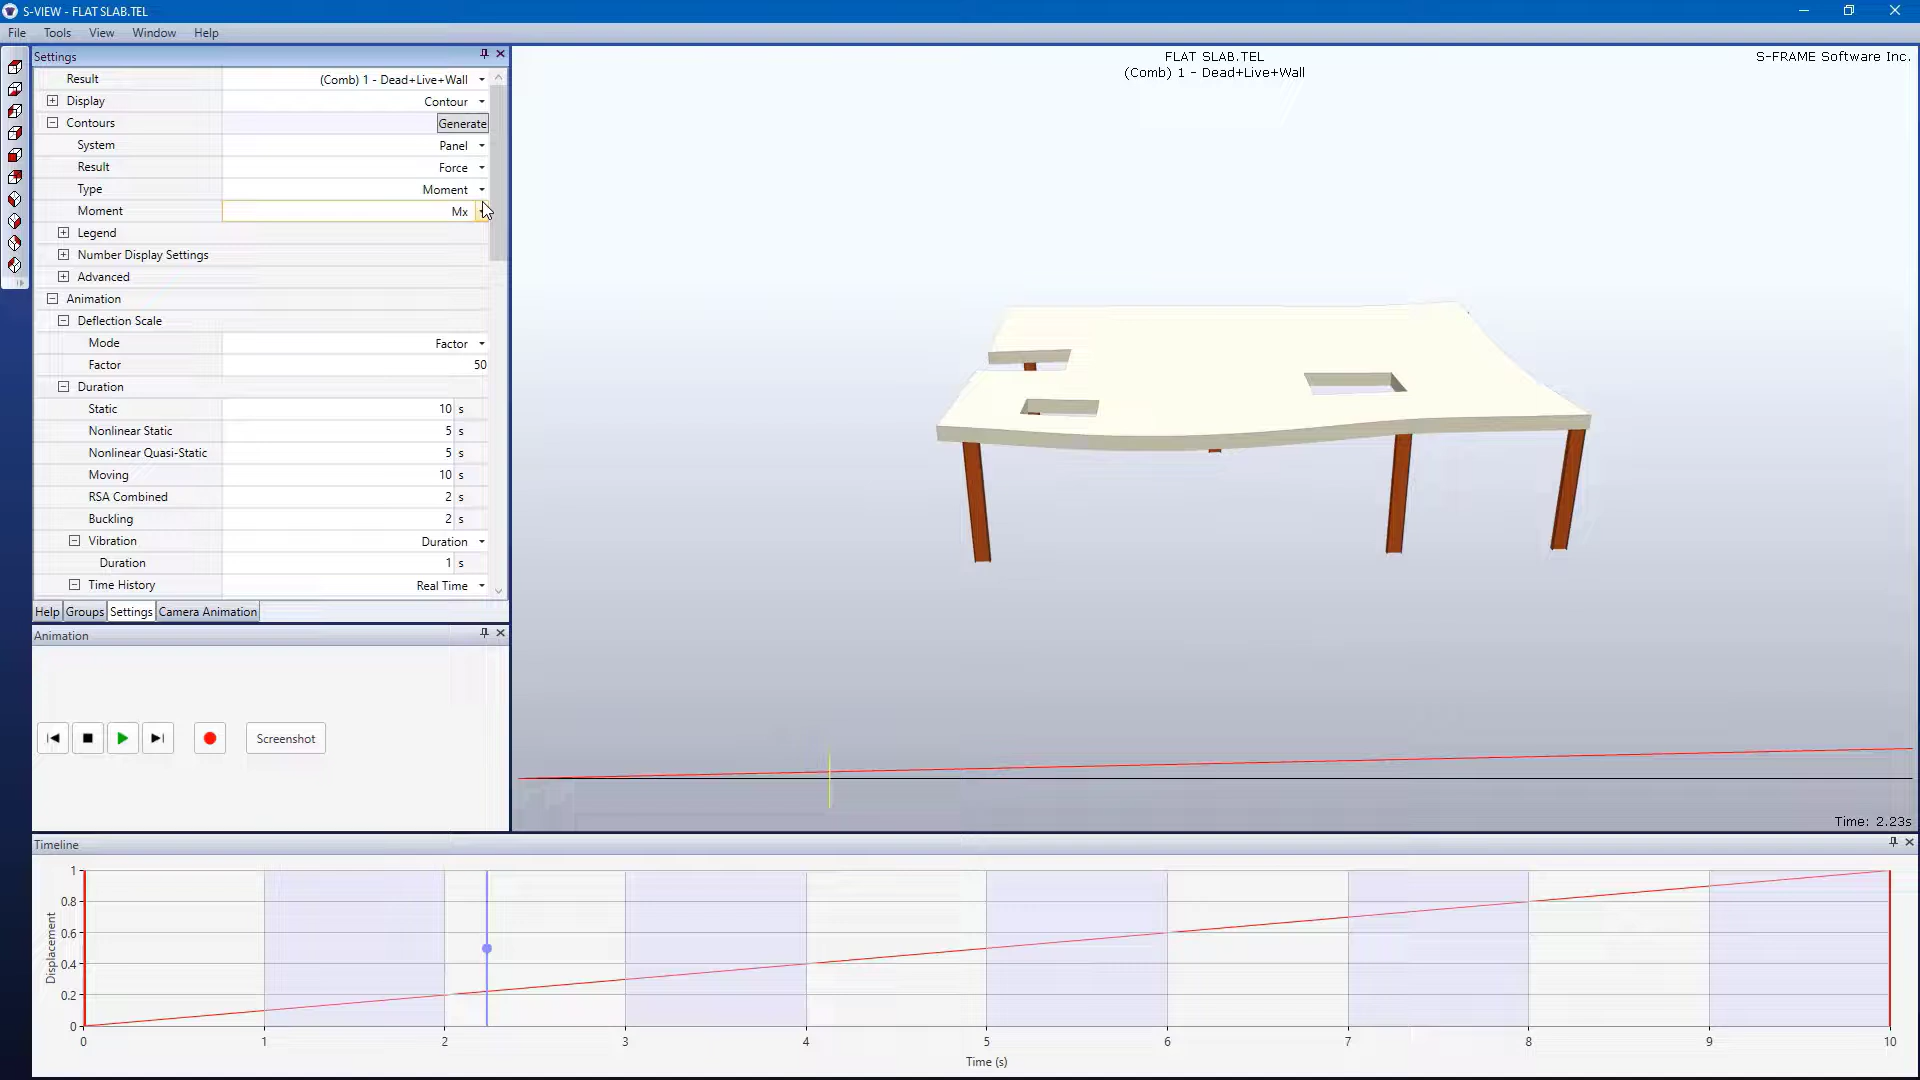 S-VIEW - FLAT SLAB.TEL
File Tools View Window Help
Settings
Result (Comb) 1 - Dead+Live+Wall
Display Contour
Contours Generate
System Panel
Result Force
Type Moment
Moment Mx
Legend
Number Display Settings
Advanced
Animation
Deflection Scale
Mode Factor
Factor 50
Duration
Static 10 s
Nonlinear Static 5 s
Nonlinear Quasi-Static 5 s
Moving 10 s
RSA Combined 2 s
Buckling 2 s
Vibration Duration
Duration 1 s
Time History Real Time
Help Groups Settings Camera Animation
FLAT SLAB.TEL
(Comb) 1 - Dead+Live+Wall
S-FRAME Software Inc.
Animation
Screenshot
Time: 2.23s
Timeline
1
0.8
0.6
0.4
0.2
0
Displacement
0 1 2 3 4 5 6 7 8 9 10
Time (s)